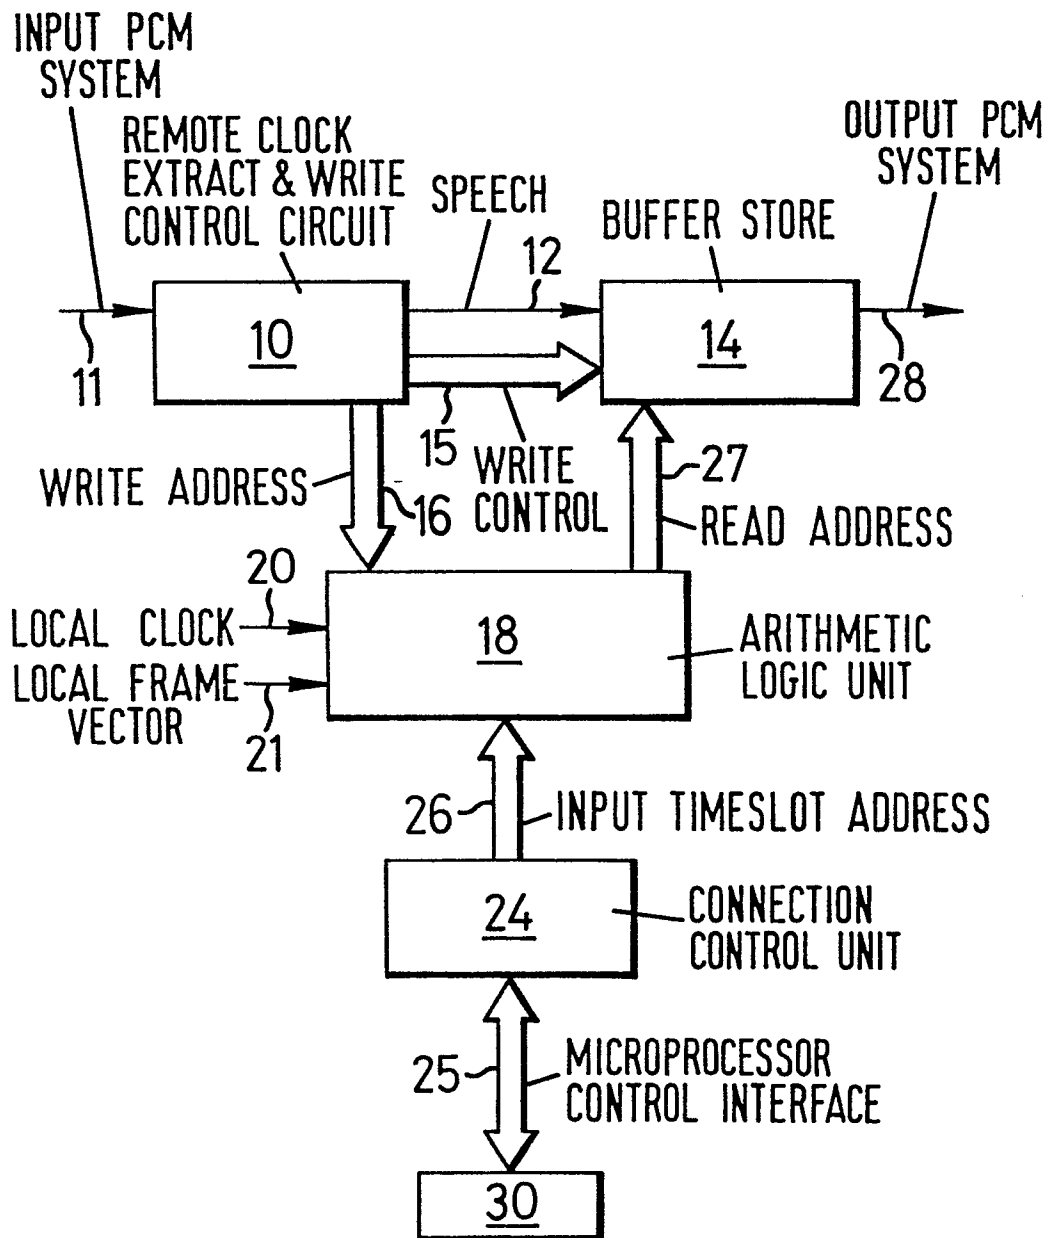 INPUT PCM
SYSTEM
REMOTE CLOCK
EXTRACT & WRITE
CONTROL CIRCUIT
SPEECH
12
BUFFER STORE
OUTPUT PCM
SYSTEM
11
10
14
28
15
WRITE
CONTROL
WRITE ADDRESS
16
27
READ ADDRESS
20
LOCAL CLOCK
LOCAL FRAME
VECTOR
21
18
ARITHMETIC
LOGIC UNIT
26
INPUT TIMESLOT ADDRESS
24
CONNECTION
CONTROL UNIT
25
MICROPROCESSOR
CONTROL INTERFACE
30